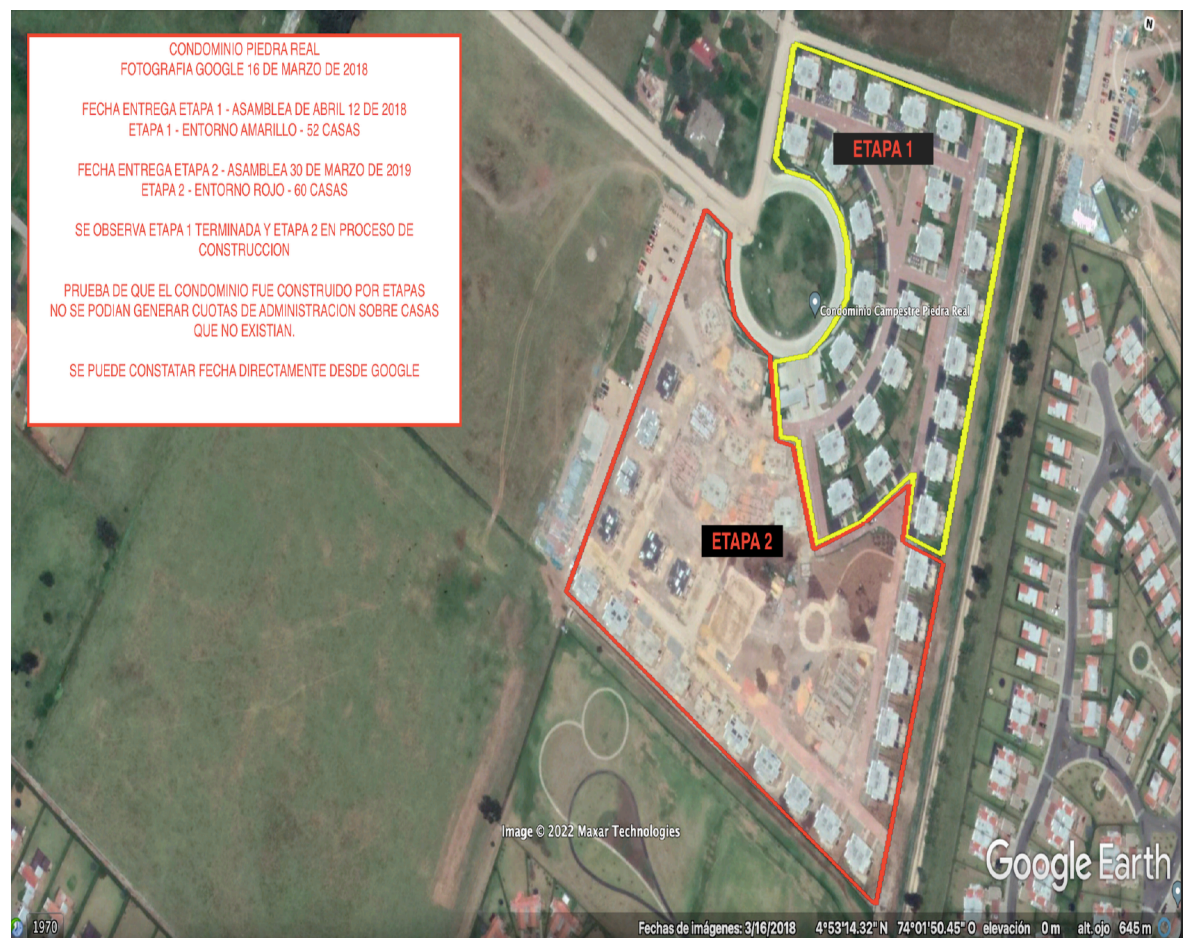 CONDOMINIO PIEDRA REAL
FOTOGRAFIA GOOGLE 16 DE MARZO DE 2018
FECHA ENTREGA ETAPA 1 - ASAMBLEA DE ABRIL 12 DE 2018
ETAPA 1 - ENTORNO AMARILLO - 52 CASAS
FECHA ENTREGA ETAPA 2 - ASAMBLEA 30 DE MARZO DE 2019
ETAPA 2 - ENTORNO ROJO - 60 CASAS
SE OBSERVA ETAPA 1 TERMINADA Y ETAPA 2 EN PROCESO DE
CONSTRUCCION
PRUEBA DE QUE EL CONDOMINIO FUE CONSTRUIDO POR ETAPAS
NO SE PODIAN GENERAR CUOTAS DE ADMINISTRACION SOBRE CASAS
QUE NO EXISTIAN.
SE PUEDE CONSTATAR FECHA DIRECTAMENTE DESDE GOOGLE
N
ETAPA 1
Condominio Campestre Piedra Real
ETAPA 2
Image © 2022 Maxar Technologies
Google Earth
1970
Fechas de imágenes: 3/16/2018 4°53'14.32" N 74°01'50.45" O elevación 0 m alt. ojo 645 m